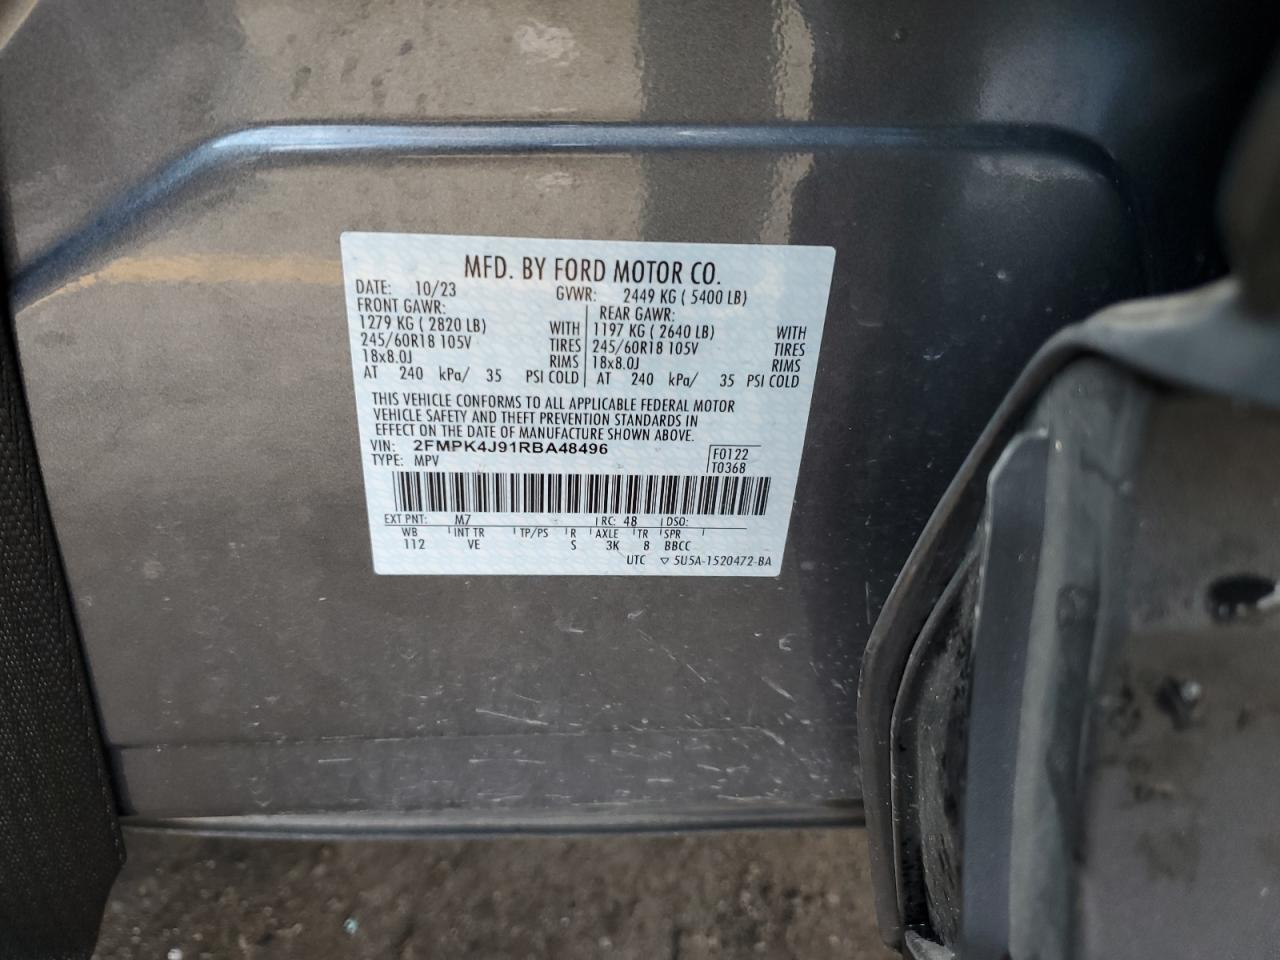 MFD. BY FORD MOTOR CO.
DATE: 10/23 GVWR: 2449 KG ( 5400 LB)
FRONT GAWR: REAR GAWR:
1279 KG ( 2820 LB) WITH 1197 KG ( 2640 LB) WITH
245/60R18 105V TIRES 245/60R18 105V TIRES
18x8.0J RIMS 18x8.0J RIMS
AT 240 kPa/ 35 PSI COLD AT 240 kPa/ 35 PSI COLD
THIS VEHICLE CONFORMS TO ALL APPLICABLE FEDERAL MOTOR
VEHICLE SAFETY AND THEFT PREVENTION STANDARDS IN
EFFECT ON THE DATE OF MANUFACTURE SHOWN ABOVE.
VIN: 2FMPK4J91RBA48496 F0122
TYPE: MPV T0368
EXT PNT: M7 RC: 48 DSO:
WB INT TR TP/PS R AXLE TR SPR
112 VE S 3K 8 BBCC
UTC ▽ 5U5A-1520472-BA